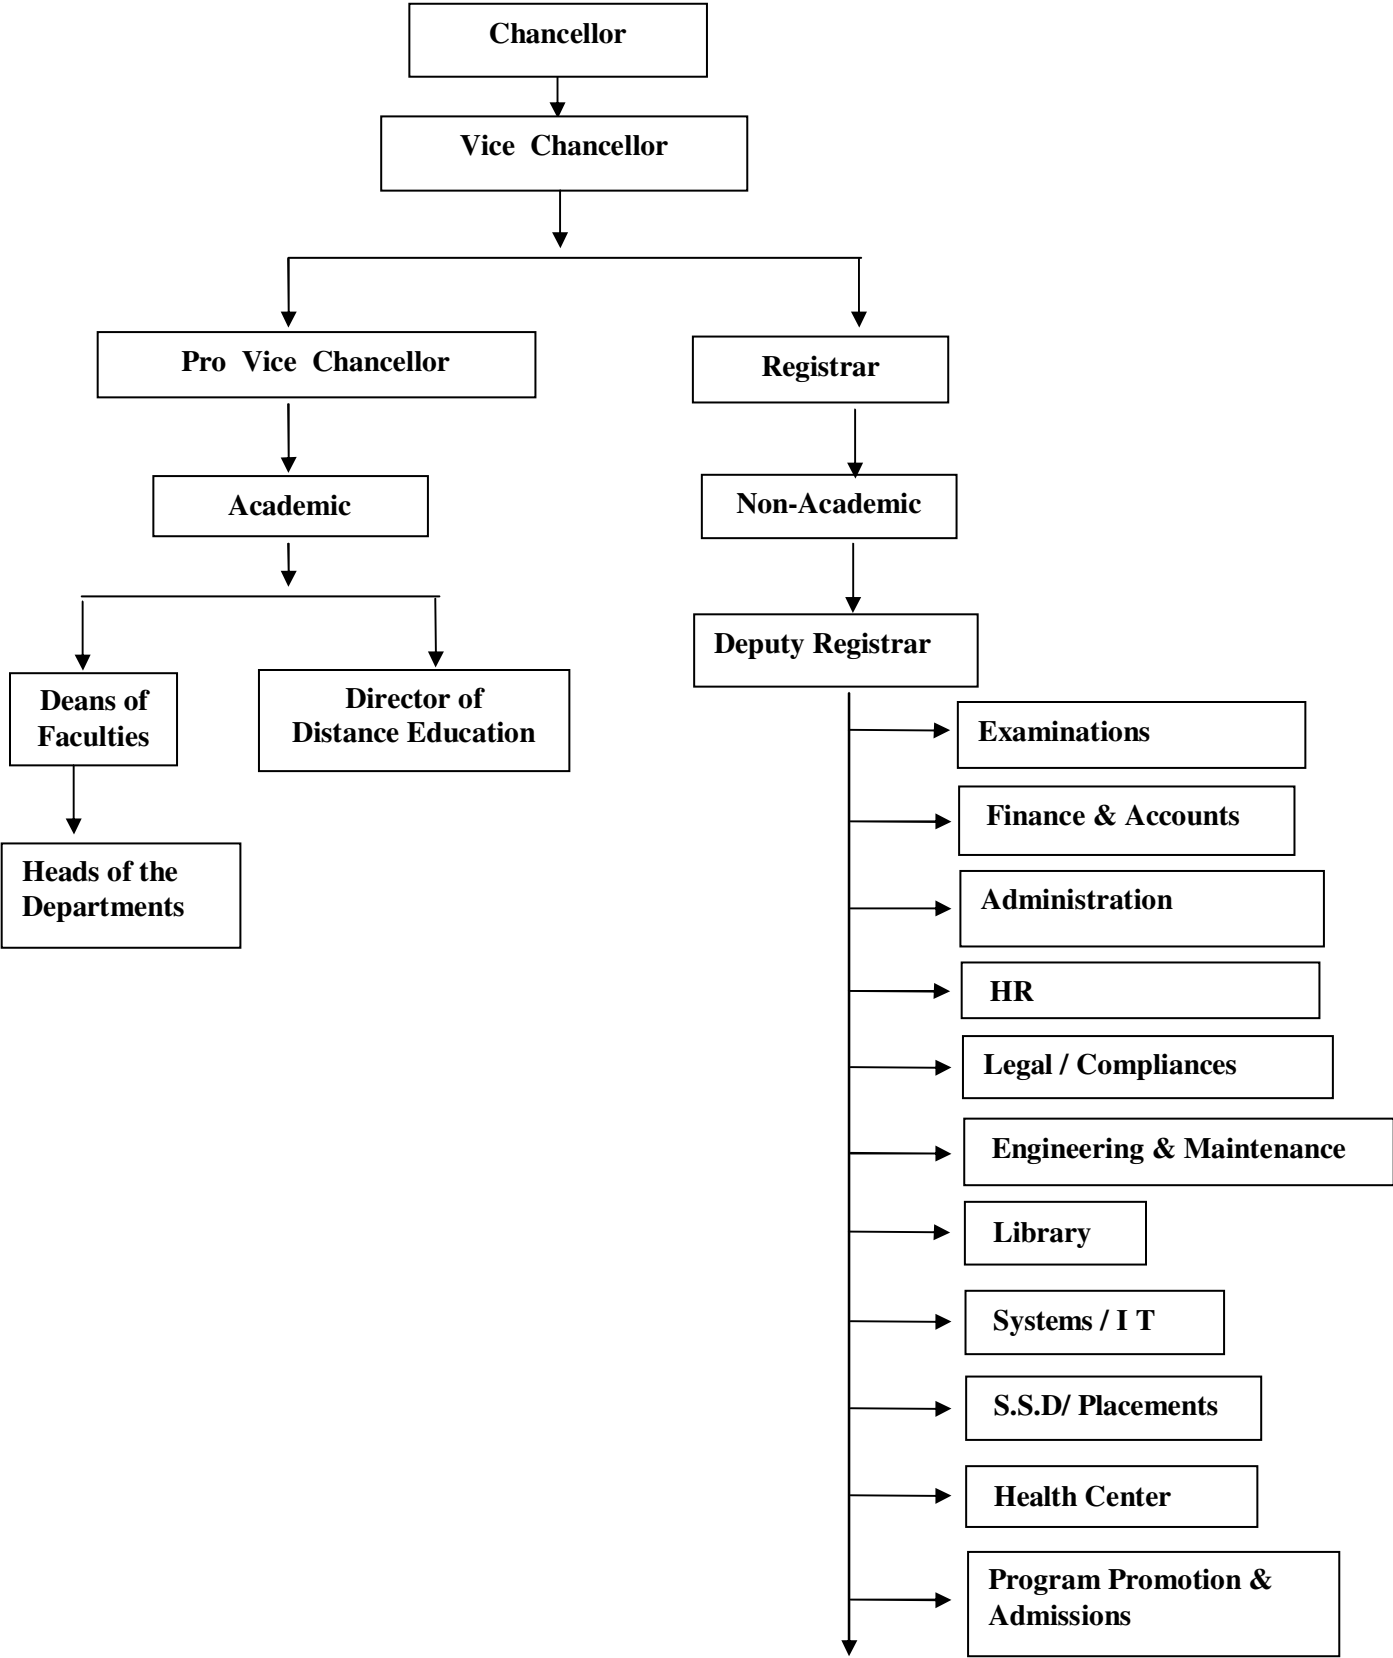 Chancellor
Vice Chancellor
Pro Vice Chancellor
Registrar
Academic
Non-Academic
Deputy Registrar
Deans of
Faculties
Director of
Distance Education
Heads of the
Departments
Examinations
Finance & Accounts
Administration
HR
Legal / Compliances
Engineering & Maintenance
Library
Systems / I T
S.S.D/ Placements
Health Center
Program Promotion &
Admissions